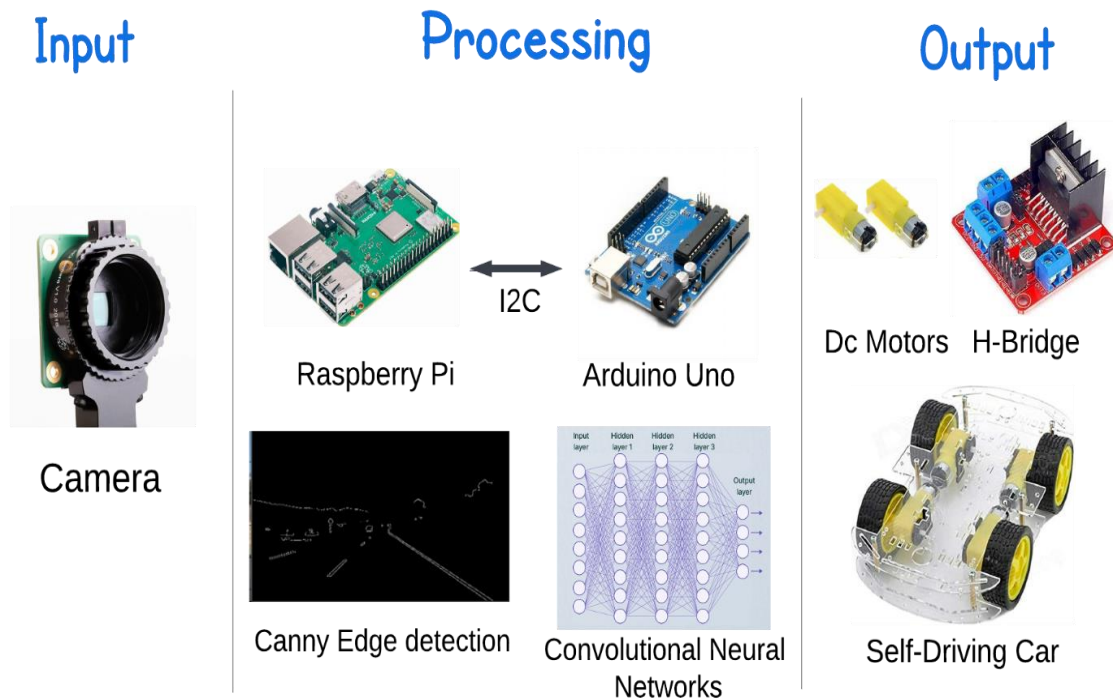 Input
Processing
Output
I2C
UNO
Raspberry Pi
Arduino Uno
Dc Motors
H-Bridge
Camera
Input
layer
Hidden
layer 1
Hidden
layer 2
Hidden
layer 3
Output
layer
Canny Edge detection
Convolutional Neural
Networks
Self-Driving Car